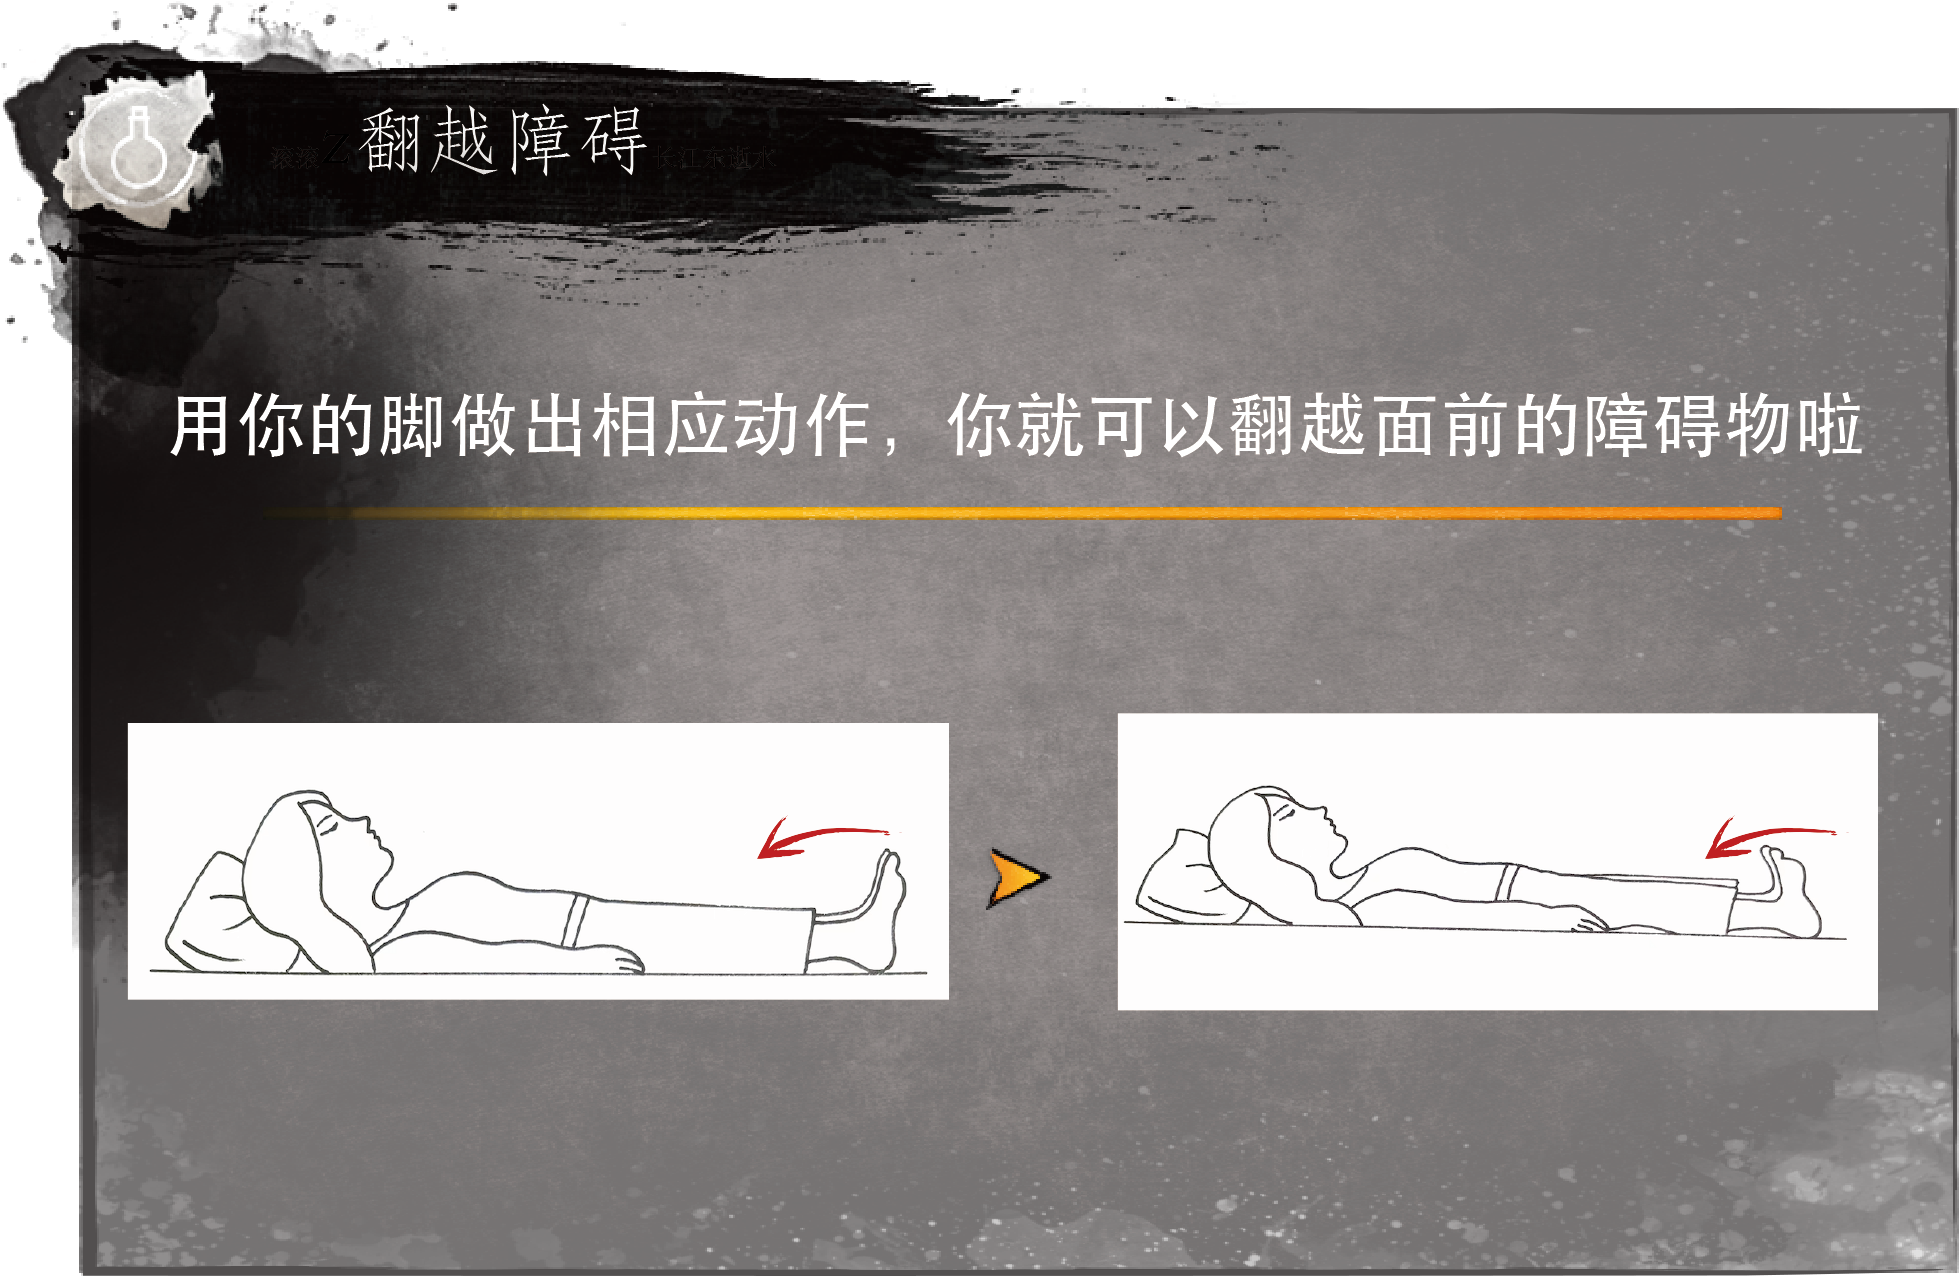 滚滚Z翻越障碍长江东逝水
用你的脚做出相应动作，你就可以翻越面前的障碍物啦